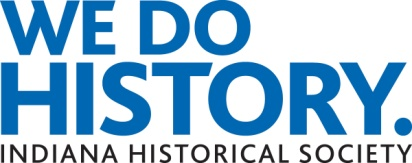 WE DO
HISTORY.
INDIANA HISTORICAL SOCIETY